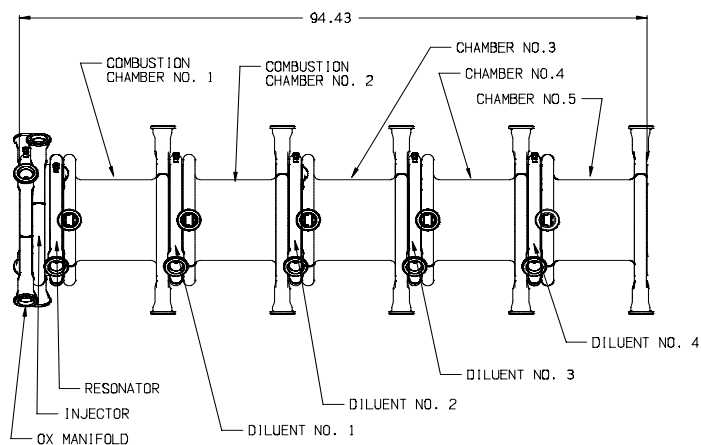 94.43
COMBUSTION
CHAMBER NO. 1
COMBUSTION
CHAMBER NO. 2
CHAMBER NO.3
CHAMBER NO.4
CHAMBER NO.5
DILUENT NO. 4
DILUENT NO. 3
RESONATOR
DILUENT NO. 2
INJECTOR
DILUENT NO. 1
OX MANIFOLD